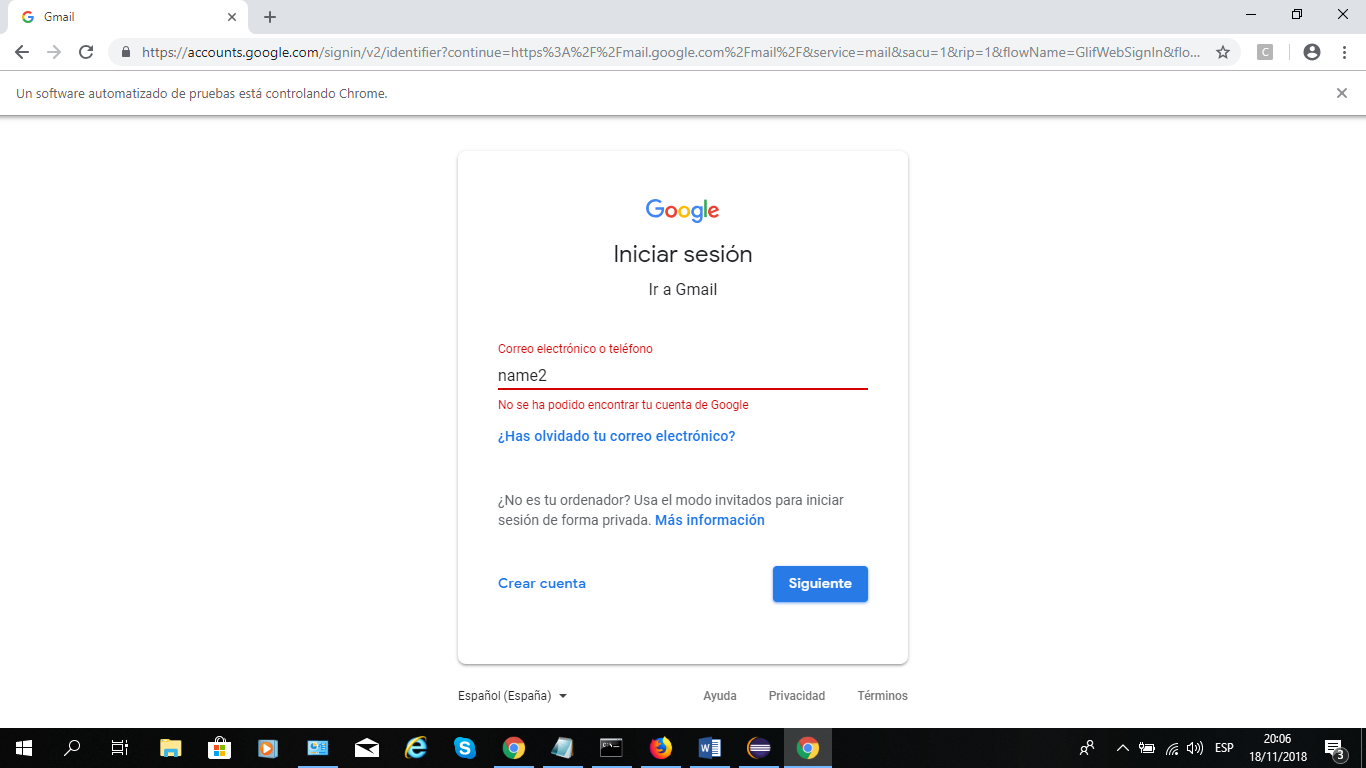 Gmail
https://accounts.google.com/signin/v2/identifier?continue=https%3A%2F%2Fmail.google.com%2Fmail%2F&service=mail&sacu=1&rip=1&flowName=GlifWebSignIn&flo...
C
Un software automatizado de pruebas está controlando Chrome.
Google
Iniciar sesión
Ir a Gmail
Correo electrónico o teléfono
name2
No se ha podido encontrar tu cuenta de Google
¿Has olvidado tu correo electrónico?
¿No es tu ordenador? Usa el modo invitados para iniciar
sesión de forma privada. Más información
Crear cuenta
Siguiente
Español (España)
Ayuda
Privacidad
Términos
ESP
20:06
18/11/2018
3